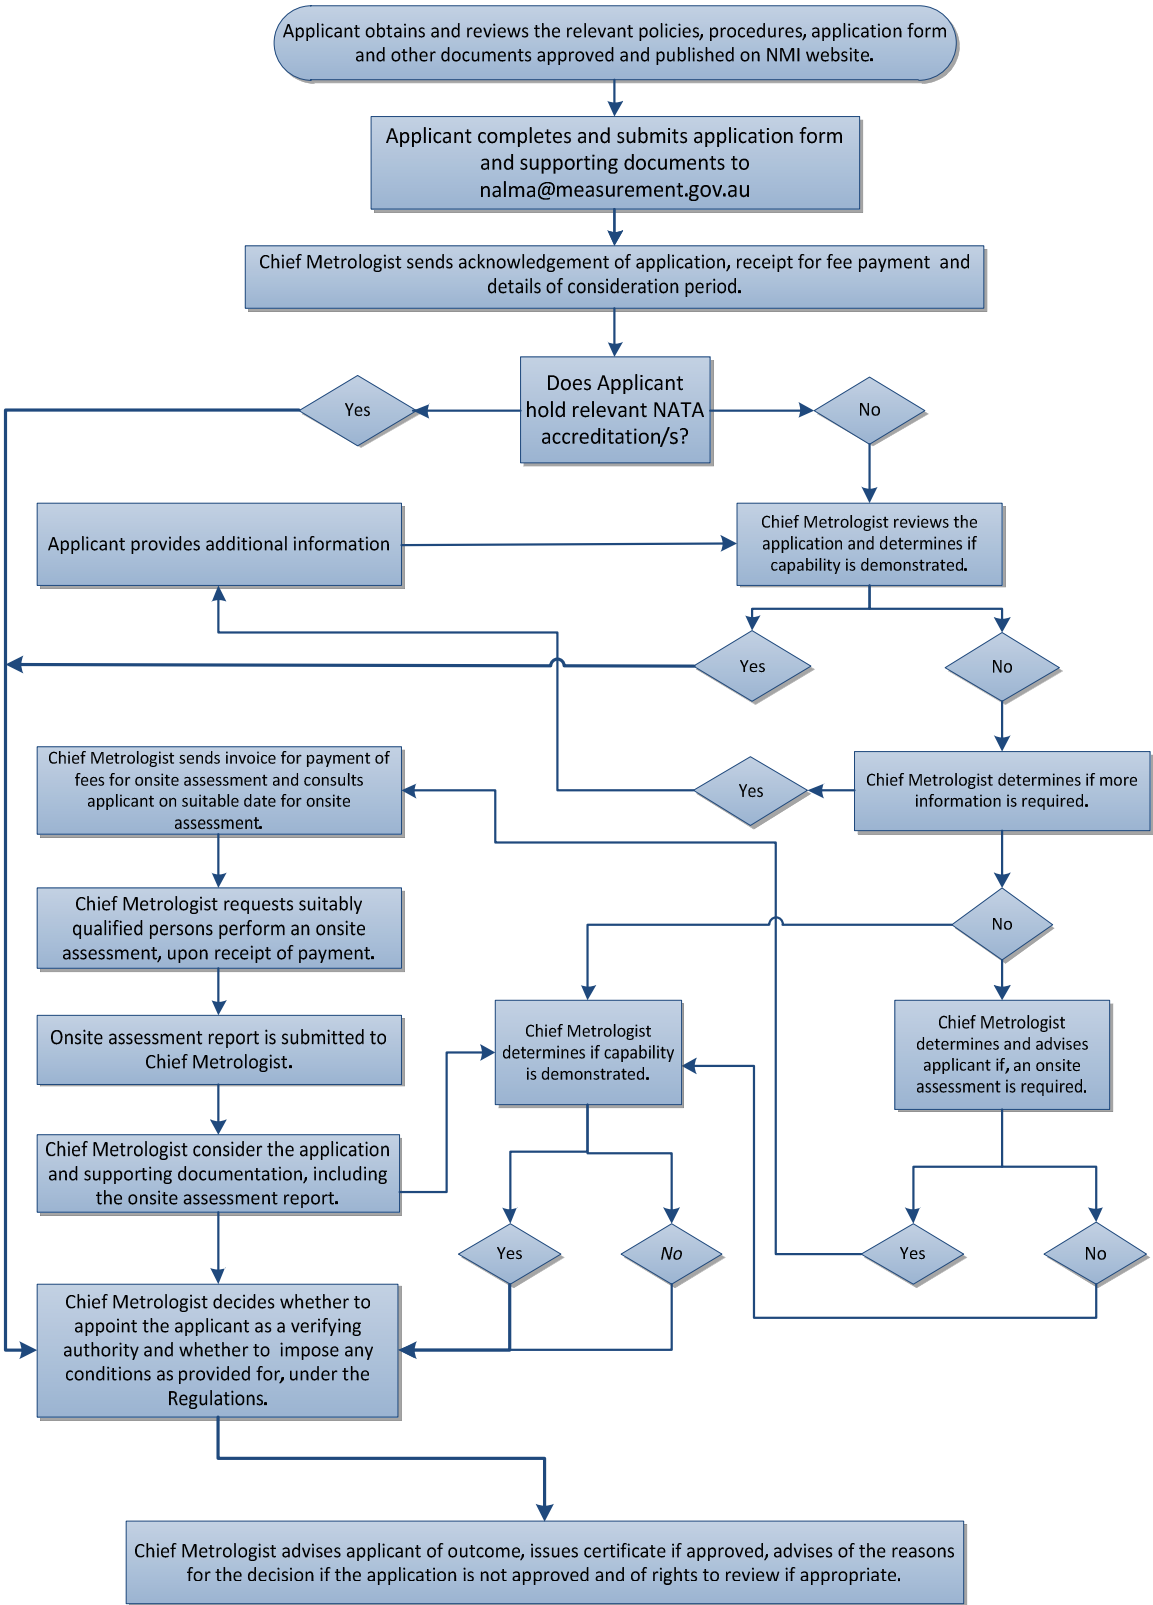 Applicant obtains and reviews the relevant policies, procedures, application form
and other documents approved and published on NMI website.
Applicant completes and submits application form
and supporting documents to
nalma@measurement.gov.au
Chief Metrologist sends acknowledgement of application, receipt for fee payment and
details of consideration period.
Does Applicant
hold relevant NATA
accreditation/s?
Yes
No
Applicant provides additional information
Chief Metrologist reviews the
application and determines if
capability is demonstrated.
Yes
No
Chief Metrologist sends invoice for payment of
fees for onsite assessment and consults
applicant on suitable date for onsite
assessment.
Yes
Chief Metrologist determines if more
information is required.
Chief Metrologist requests suitably
qualified persons perform an onsite
assessment, upon receipt of payment.
No
Onsite assessment report is submitted to
Chief Metrologist.
Chief Metrologist
determines if capability
is demonstrated.
Chief Metrologist
determines and advises
applicant if, an onsite
assessment is required.
Chief Metrologist consider the application
and supporting documentation, including
the onsite assessment report.
Yes
No
Yes
No
Chief Metrologist decides whether to
appoint the applicant as a verifying
authority and whether to impose any
conditions as provided for, under the
Regulations.
Chief Metrologist advises applicant of outcome, issues certificate if approved, advises of the reasons
for the decision if the application is not approved and of rights to review if appropriate.